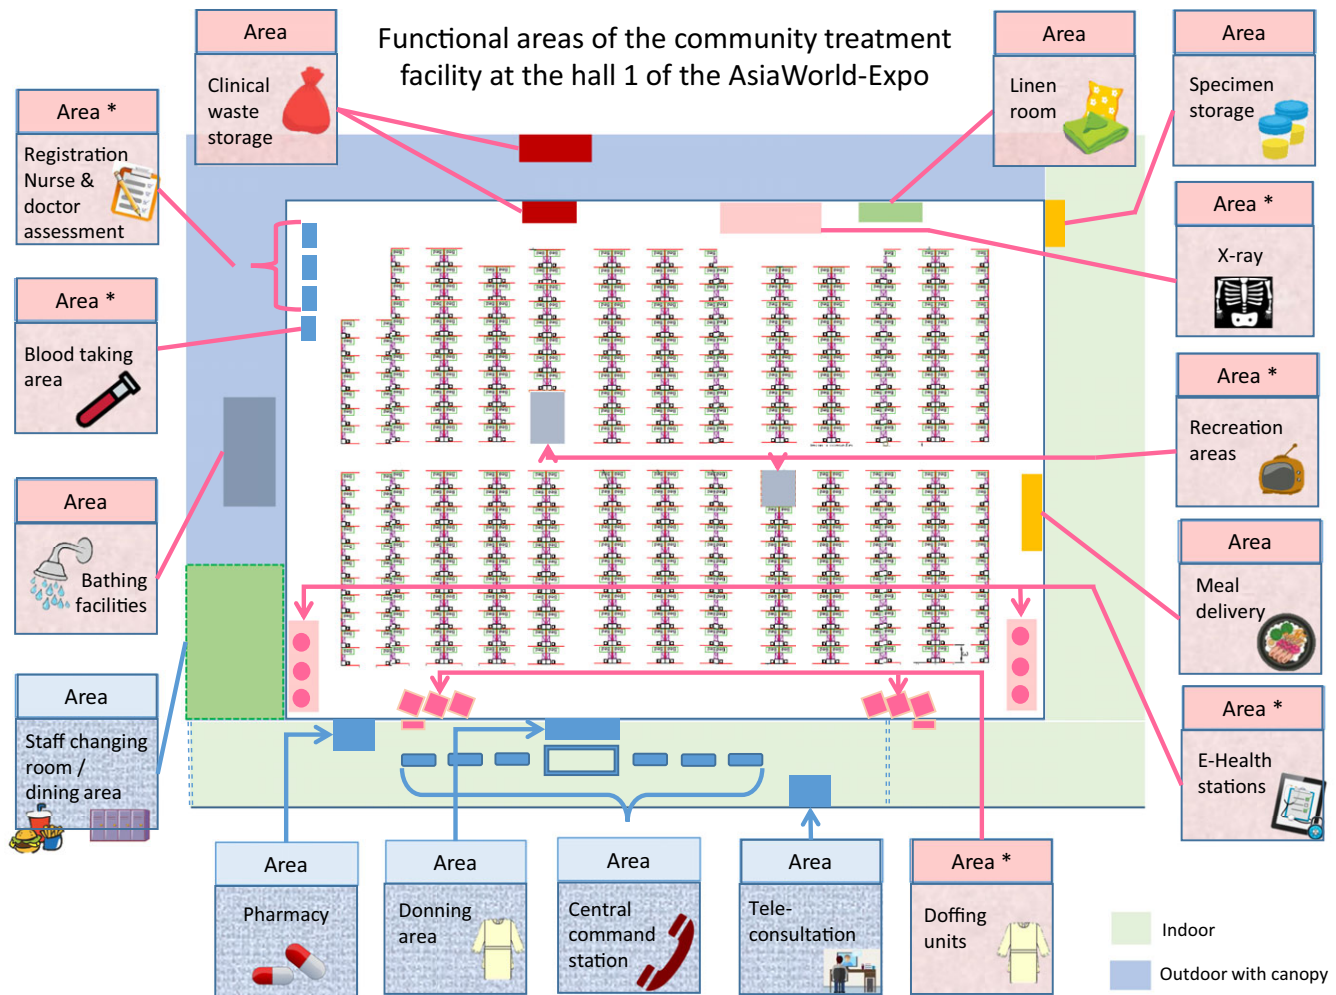 Functional areas of the community treatment
facility at the hall 1 of the AsiaWorld-Expo
Area
Clinical
waste
storage
Area
Linen
room
Area
Specimen
storage
Area *
Registration
Nurse &
doctor
assessment
Area *
X-ray
Area *
Blood taking
area
Area *
Recreation
areas
Area
Bathing
facilities
Area
Meal
delivery
Area
Staff changing
room /
dining area
Area *
E-Health
stations
Area
Pharmacy
Area
Donning
area
Area
Central
command
station
Area
Tele-
consultation
Area *
Doffing
units
Indoor
Outdoor with canopy